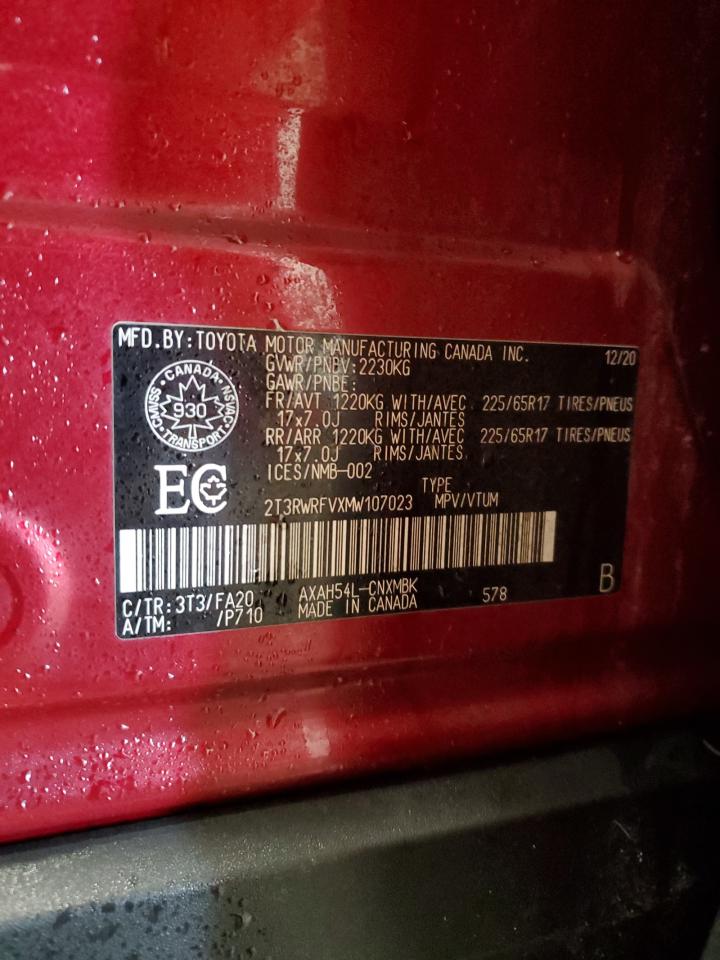 MFD.BY:TOYOTA MOTOR MANUFACTURING CANADA INC. 12/20
GVWR/PNBV:2230KG
GAWR/PNBE:
FR/AVT 1220KG WITH/AVEC 225/65R17 TIRES/PNEUS
17x7.0J RIMS/JANTES
RR/ARR 1220KG WITH/AVEC 225/65R17 TIRES/PNEUS
17x7.0J RIMS/JANTES
ICES/NMB-002
CANADA
CMVSS
NSVAC
930
TRANSPORT
EC
TYPE
2T3RWRFVXMW107023 MPV/VTUM
C/TR:3T3/FA20 AXAH54L-CNXMBK 578 B
A/TM: /P710 MADE IN CANADA